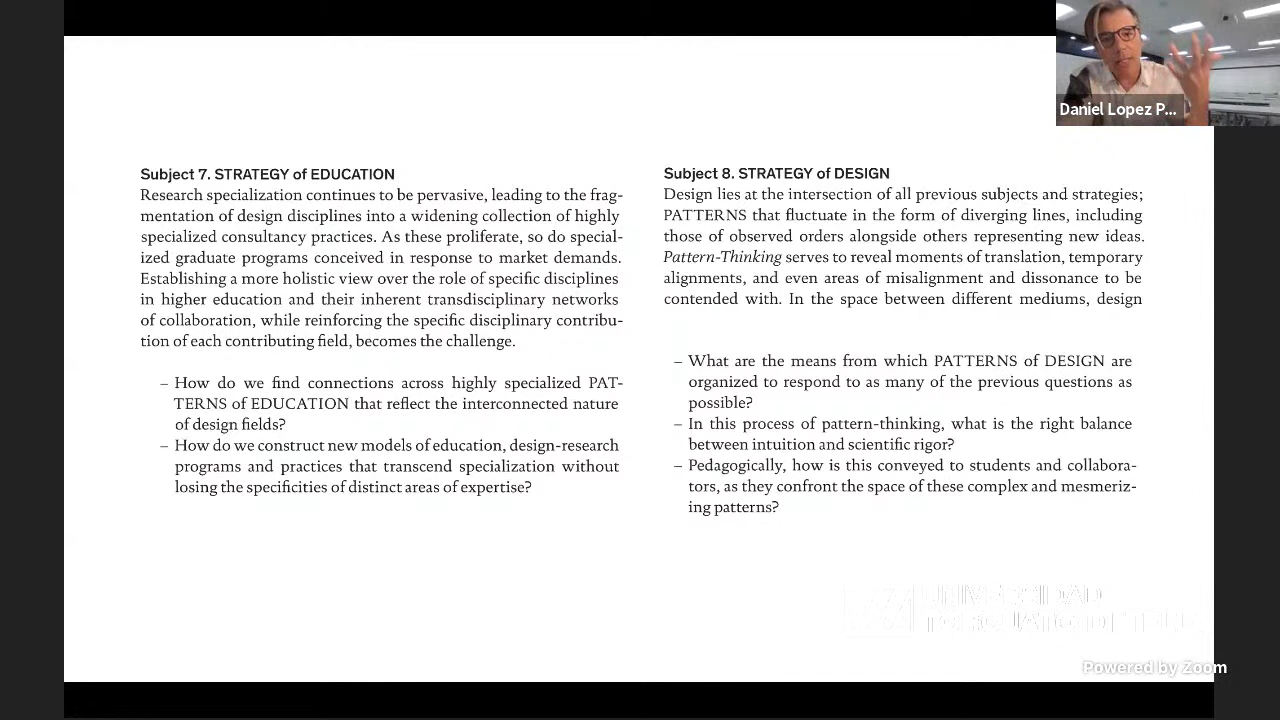 Daniel Lopez P...
Subject 7. STRATEGY of EDUCATION
Research specialization continues to be pervasive, leading to the frag-
mentation of design disciplines into a widening collection of highly
specialized consultancy practices. As these proliferate, so do special-
ized graduate programs conceived in response to market demands.
Establishing a more holistic view over the role of specific disciplines
in higher education and their inherent transdisciplinary networks
of collaboration, while reinforcing the specific disciplinary contribu-
tion of each contributing field, becomes the challenge.
– How do we find connections across highly specialized PAT-
TERNS of EDUCATION that reflect the interconnected nature
of design fields?
– How do we construct new models of education, design-research
programs and practices that transcend specialization without
losing the specificities of distinct areas of expertise?
Subject 8. STRATEGY of DESIGN
Design lies at the intersection of all previous subjects and strategies;
PATTERNS that fluctuate in the form of diverging lines, including
those of observed orders alongside others representing new ideas.
Pattern-Thinking serves to reveal moments of translation, temporary
alignments, and even areas of misalignment and dissonance to be
contended with. In the space between different mediums, design
– What are the means from which PATTERNS of DESIGN are
organized to respond to as many of the previous questions as
possible?
– In this process of pattern-thinking, what is the right balance
between intuition and scientific rigor?
– Pedagogically, how is this conveyed to students and collabora-
tors, as they confront the space of these complex and mesmeriz-
ing patterns?
UNIVERSIDAD
TORCUATO DI TELLA
Powered by Zoom